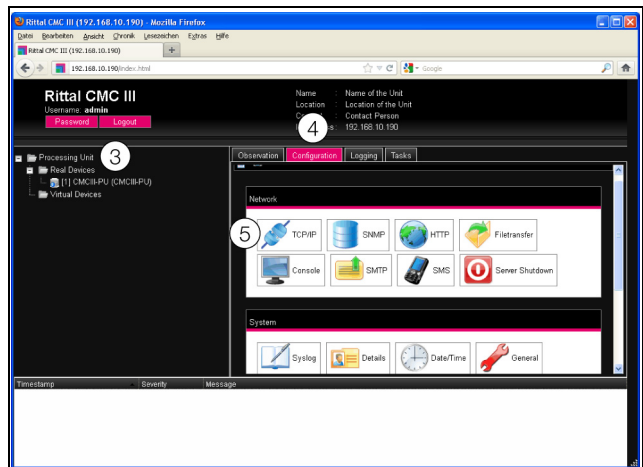 Rittal CMC III (192.168.10.190) - Mozilla Firefox
Datei Bearbeiten Ansicht Chronik Lesezeichen Extras Hilfe
Rittal CMC III (192.168.10.190) +
192.168.10.190/index.html
Google
Rittal CMC III
Username: admin
Password Logout
Name : Name of the Unit
Location : Location of the Unit
: Contact Person
: 192.168.10.190
4
3
Processing Unit
Real Devices
[1] CMCIII-PU (CMCIII-PU)
Virtual Devices
Observation Configuration Logging Tasks
Network
5
TCP/IP SNMP HTTP Filetransfer
Console SMTP SMS Server Shutdown
System
Syslog Details Date/Time General
Timestamp Severity Message